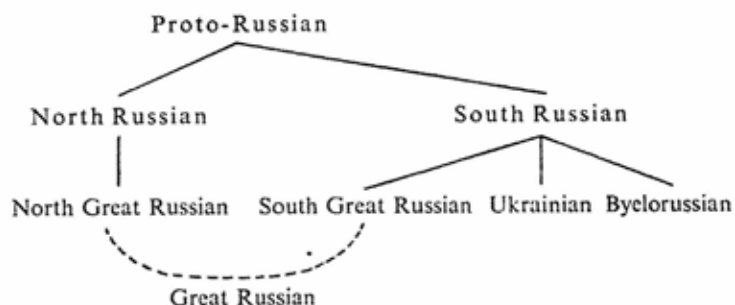 Proto-Russian
North Russian South Russian
North Great Russian South Great Russian Ukrainian Byelorussian
Great Russian